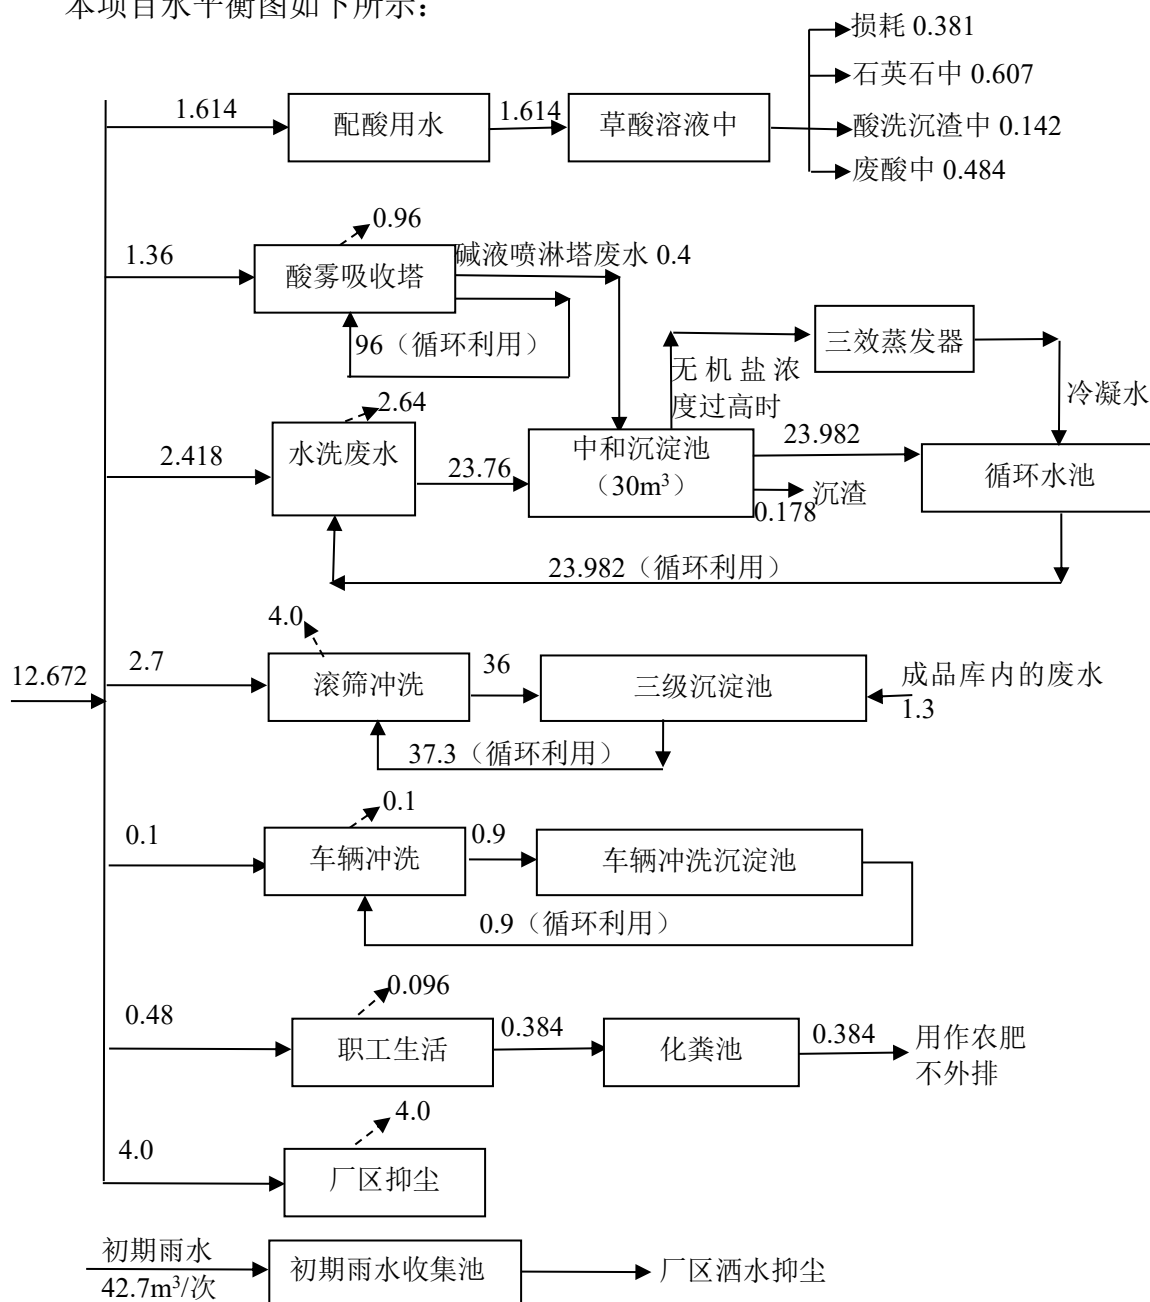 本项目水平衡图如下所示：
损耗 0.381
石英石中 0.607
1.614
配酸用水
1.614
草酸溶液中
酸洗沉渣中 0.142
废酸中 0.484
0.96
1.36
酸雾吸收塔
碱液喷淋塔废水 0.4
96（循环利用）
三效蒸发器
无机盐浓
度过高时
冷凝水
2.64
2.418
水洗废水
23.76
中和沉淀池
（30m³）
23.982
循环水池
沉渣
0.178
23.982（循环利用）
4.0
12.672
2.7
滚筛冲洗
36
三级沉淀池
成品库内的废水
1.3
37.3（循环利用）
0.1
0.1
车辆冲洗
0.9
车辆冲洗沉淀池
0.9（循环利用）
0.096
0.48
职工生活
0.384
化粪池
0.384
用作农肥
不外排
4.0
4.0
厂区抑尘
初期雨水
42.7m³/次
初期雨水收集池
厂区洒水抑尘